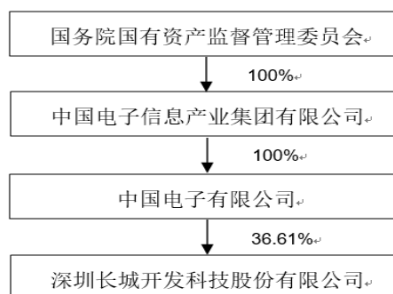 国务院国有资产监督管理委员会
100%
中国电子信息产业集团有限公司
100%
中国电子有限公司
36.61%
深圳长城开发科技股份有限公司